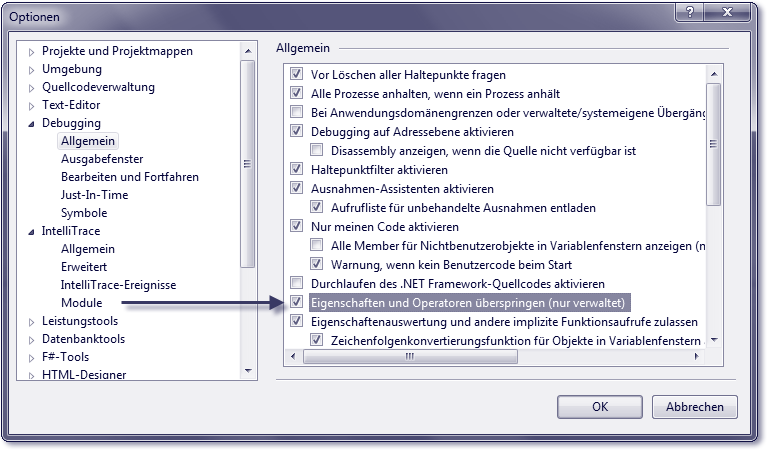 Optionen
Projekte und Projektmappen
Umgebung
Quellcodeverwaltung
Text-Editor
Debugging
Allgemein
Ausgabefenster
Bearbeiten und Fortfahren
Just-In-Time
Symbole
IntelliTrace
Allgemein
Erweitert
IntelliTrace-Ereignisse
Module
Leistungstools
Datenbanktools
F#-Tools
HTML-Designer
Allgemein
Vor Löschen aller Haltepunkte fragen
Alle Prozesse anhalten, wenn ein Prozess anhält
Bei Anwendungsdomänengrenzen oder verwaltete/systemeigene Übergäng
Debugging auf Adressebene aktivieren
Disassembly anzeigen, wenn die Quelle nicht verfügbar ist
Haltepunktfilter aktivieren
Ausnahmen-Assistenten aktivieren
Aufrufliste für unbehandelte Ausnahmen entladen
Nur meinen Code aktivieren
Alle Member für Nichtbenutzerobjekte in Variablenfenstern anzeigen (n
Warnung, wenn kein Benutzercode beim Start
Durchlaufen des .NET Framework-Quellcodes aktivieren
Eigenschaften und Operatoren überspringen (nur verwaltet)
Eigenschaftenauswertung und andere implizite Funktionsaufrufe zulassen
Zeichenfolgenkonvertierungsfunktion für Objekte in Variablenfenstern
OK
Abbrechen